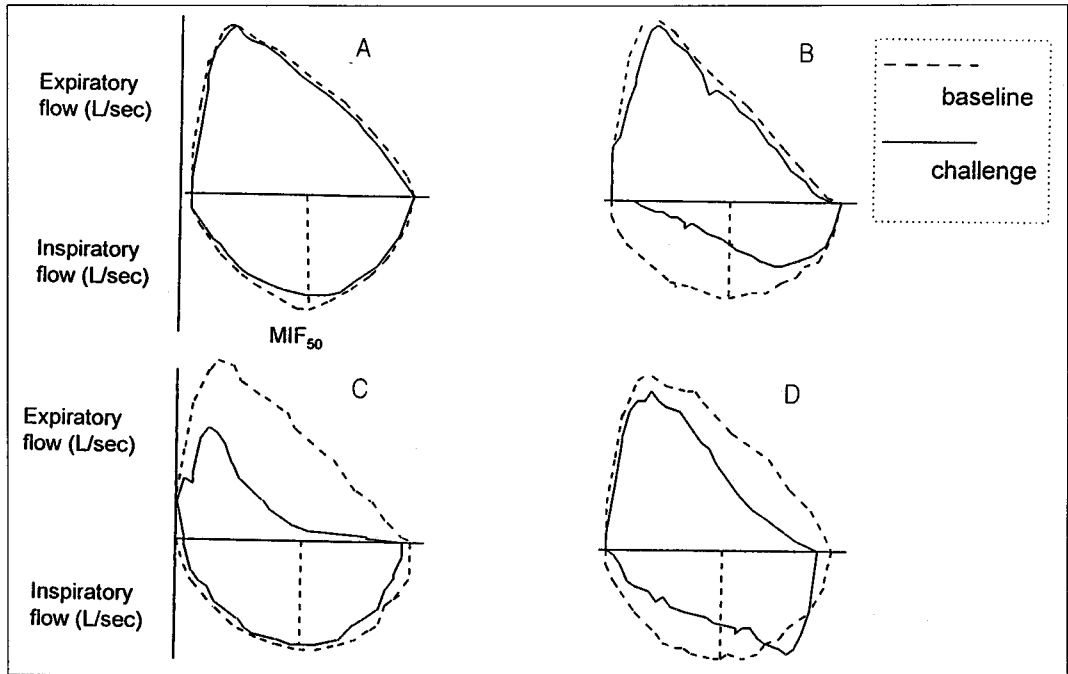 A
B
Expiratory
flow (L/sec)
baseline
challenge
Inspiratory
flow (L/sec)
MIF50
C
D
Expiratory
flow (L/sec)
Inspiratory
flow (L/sec)